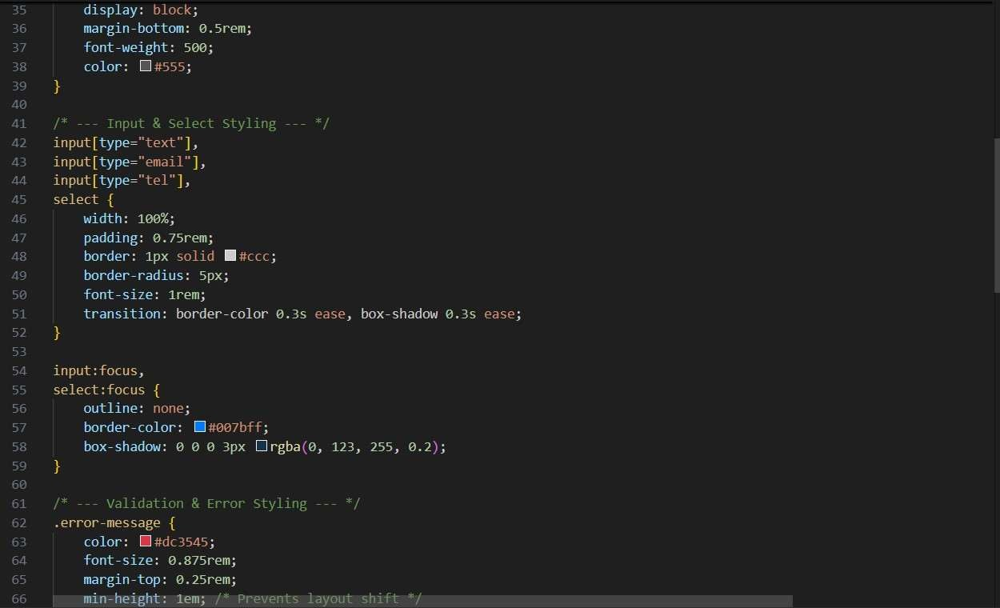 35 display: block;
36 margin-bottom: 0.5rem;
37 font-weight: 500;
38 color: #555;
39 }
40
41 /* --- Input & Select Styling --- */
42 input[type="text"],
43 input[type="email"],
44 input[type="tel"],
45 select {
46 width: 100%;
47 padding: 0.75rem;
48 border: 1px solid #ccc;
49 border-radius: 5px;
50 font-size: 1rem;
51 transition: border-color 0.3s ease, box-shadow 0.3s ease;
52 }
53
54 input:focus,
55 select:focus {
56 outline: none;
57 border-color: #007bff;
58 box-shadow: 0 0 0 3px rgba(0, 123, 255, 0.2);
59 }
60
61 /* --- Validation & Error Styling --- */
62 .error-message {
63 color: #dc3545;
64 font-size: 0.875rem;
65 margin-top: 0.25rem;
66 min-height: 1em; /* Prevents layout shift */